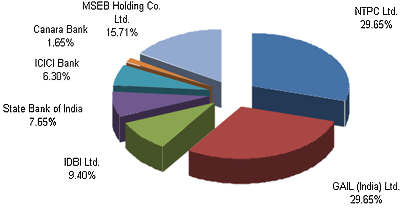 MSEB Holding Co.
Ltd.
15.71%
NTPC Ltd.
29.65%
Canara Bank
1.65%
ICICI Bank
6.30%
State Bank of India
7.65%
IDBI Ltd.
9.40%
GAIL (India) Ltd.
29.65%